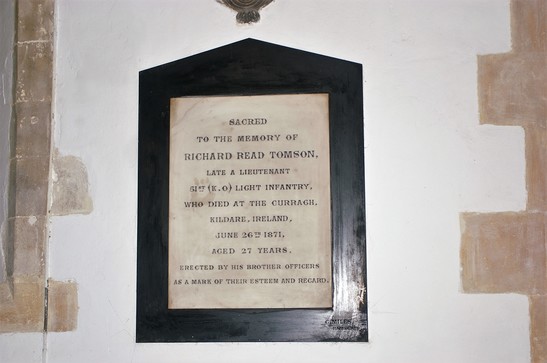 SACRED
TO THE MEMORY OF
RICHARD READ TOMSON,
LATE A LIEUTENANT
51ST (K.O) LIGHT INFANTRY,
WHO DIED AT THE CURRAGH,
KILDARE, IRELAND,
JUNE 26TH 1871,
AGED 27 YEARS.
ERECTED BY HIS BROTHER OFFICERS
AS A MARK OF THEIR ESTEEM AND REGARD.